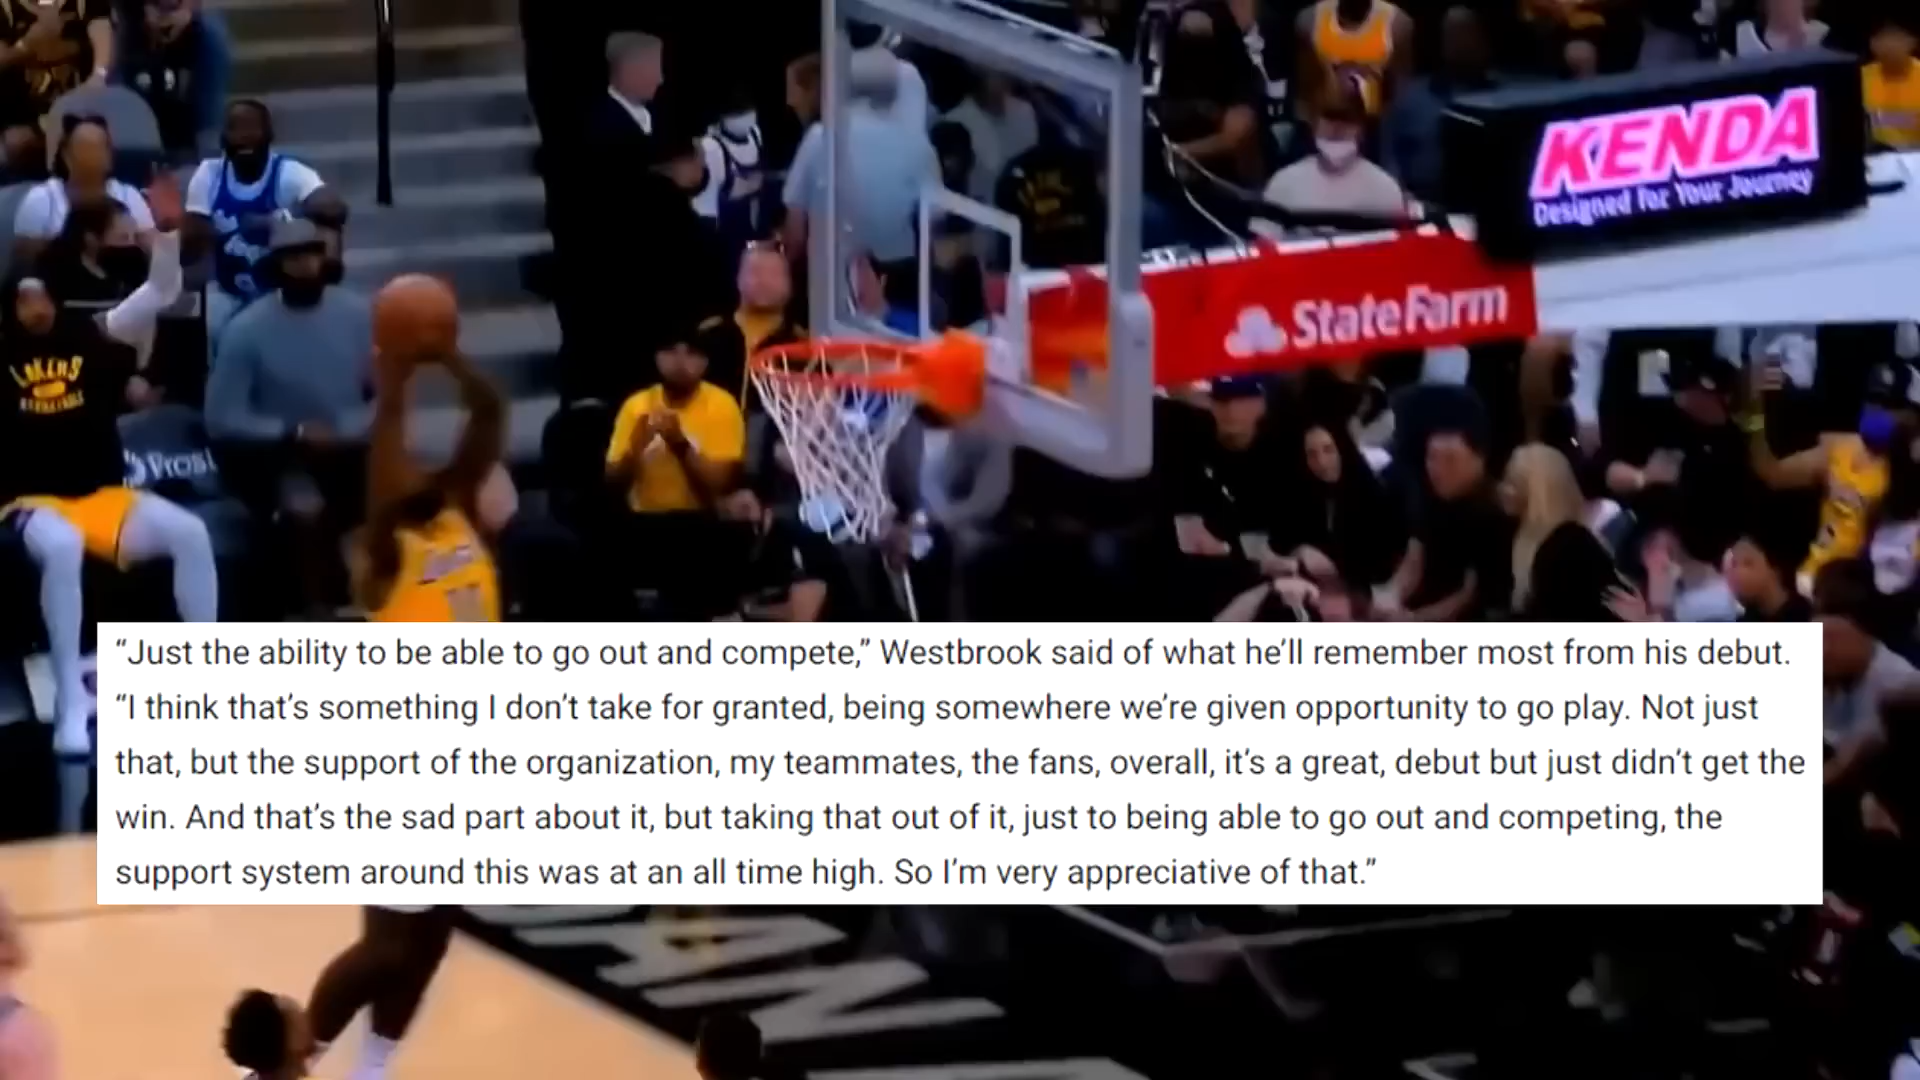 KENDA
Designed for Your Journey
StateFarm
LAKERS
“Just the ability to be able to go out and compete,” Westbrook said of what he’ll remember most from his debut.
“I think that’s something I don’t take for granted, being somewhere we’re given opportunity to go play. Not just
that, but the support of the organization, my teammates, the fans, overall, it’s a great, debut but just didn’t get the
win. And that’s the sad part about it, but taking that out of it, just to being able to go out and competing, the
support system around this was at an all time high. So I’m very appreciative of that.”